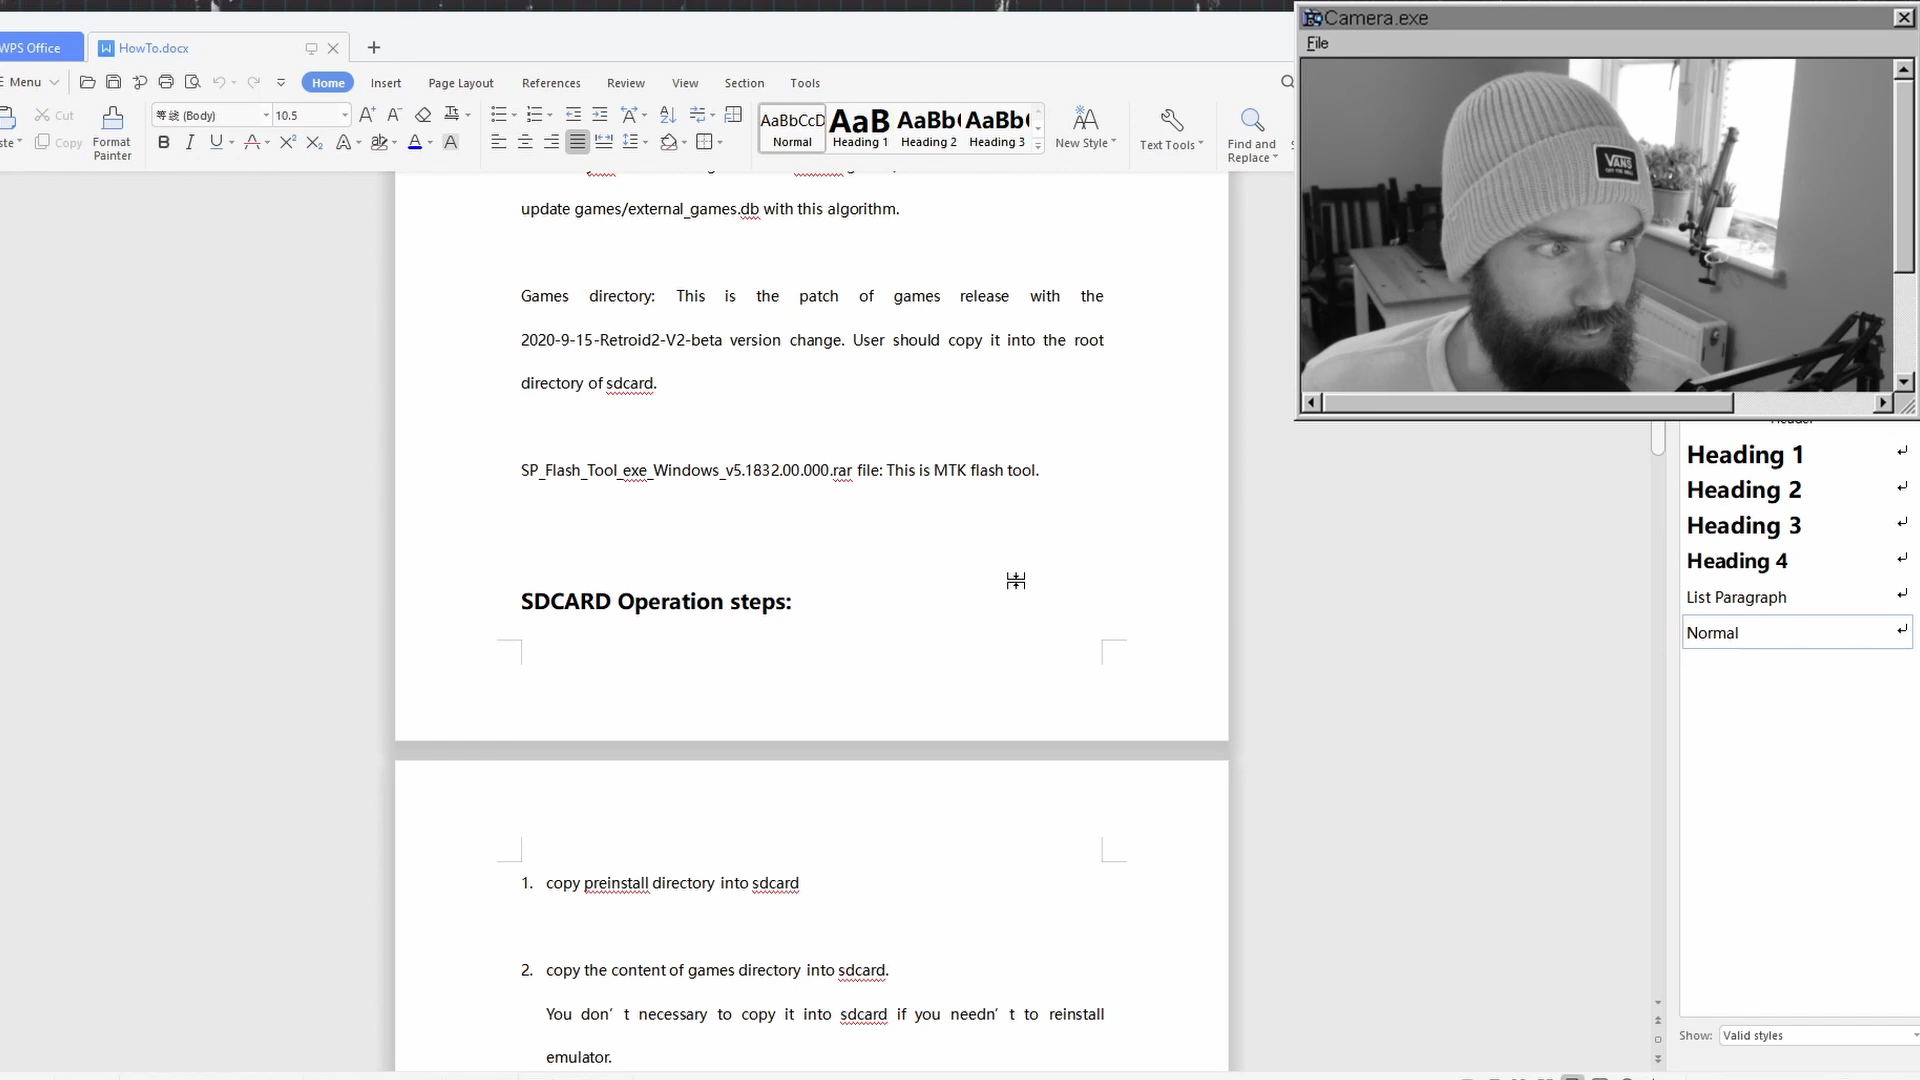 Camera.exe
File
WPS Office
HowTo.docx
Menu
Home
Insert
Page Layout
References
Review
View
Section
Tools
Cut
Copy
Format
Painter
等线 (Body)
10.5
AaBbCcD
Normal
AaB
Heading 1
AaBb(
Heading 2
AaBb(
Heading 3
New Style
Text Tools
Find and
Replace
VANS
"OFF THE WALL"
update games/external_games.db with this algorithm.
Games directory: This is the patch of games release with the
2020-9-15-Retroid2-V2-beta version change. User should copy it into the root
directory of sdcard.
SP_Flash_Tool_exe_Windows_v5.1832.00.000.rar file: This is MTK flash tool.
SDCARD Operation steps:
1. copy preinstall directory into sdcard
2. copy the content of games directory into sdcard.
You don't necessary to copy it into sdcard if you needn't to reinstall
emulator.
Heading 1
Heading 2
Heading 3
Heading 4
List Paragraph
Normal
Show:
Valid styles